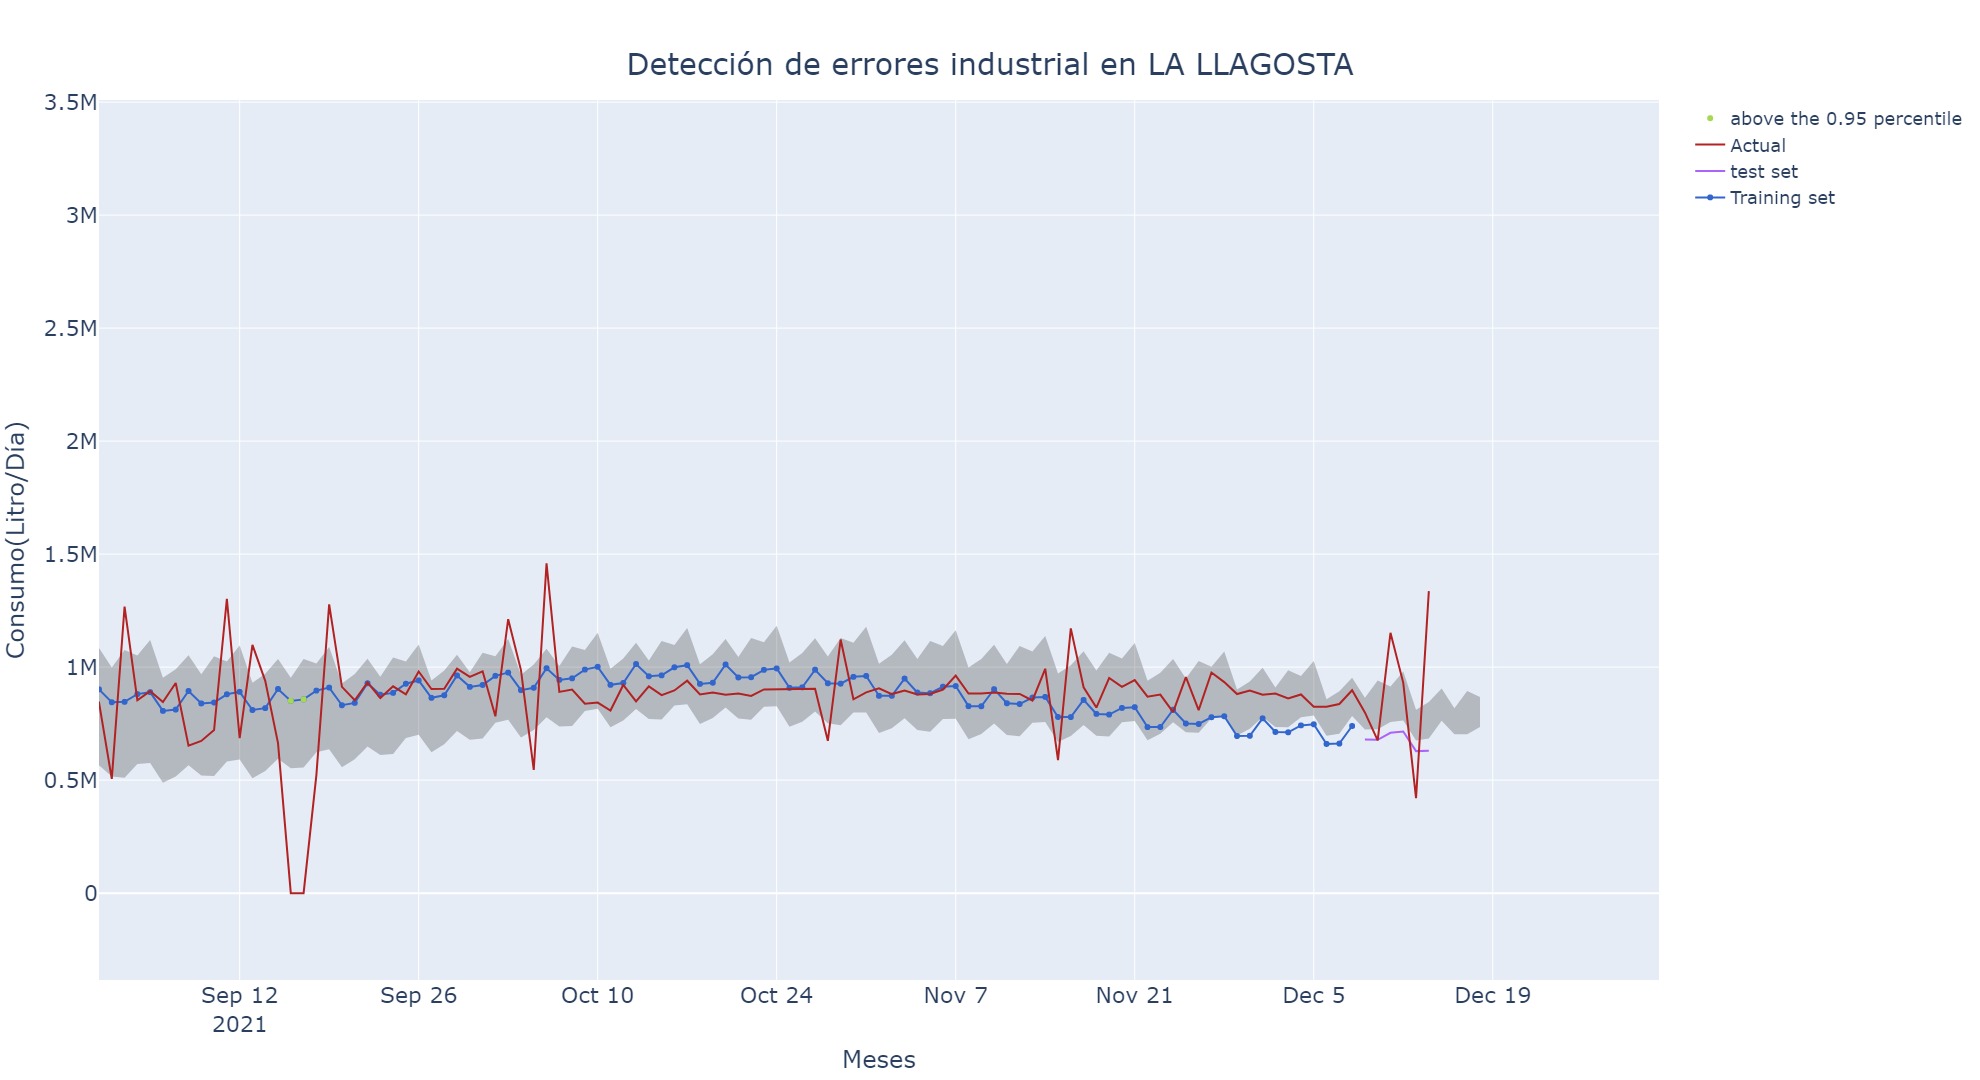 Detección de errores industrial en LA LLAGOSTA
3.5M
3M
2.5M
2M
1.5M
1M
0.5M
0
Consumo(Litro/Día)
Sep 12
2021
Sep 26
Oct 10
Oct 24
Nov 7
Nov 21
Dec 5
Dec 19
Meses
above the 0.95 percentile
Actual
test set
Training set